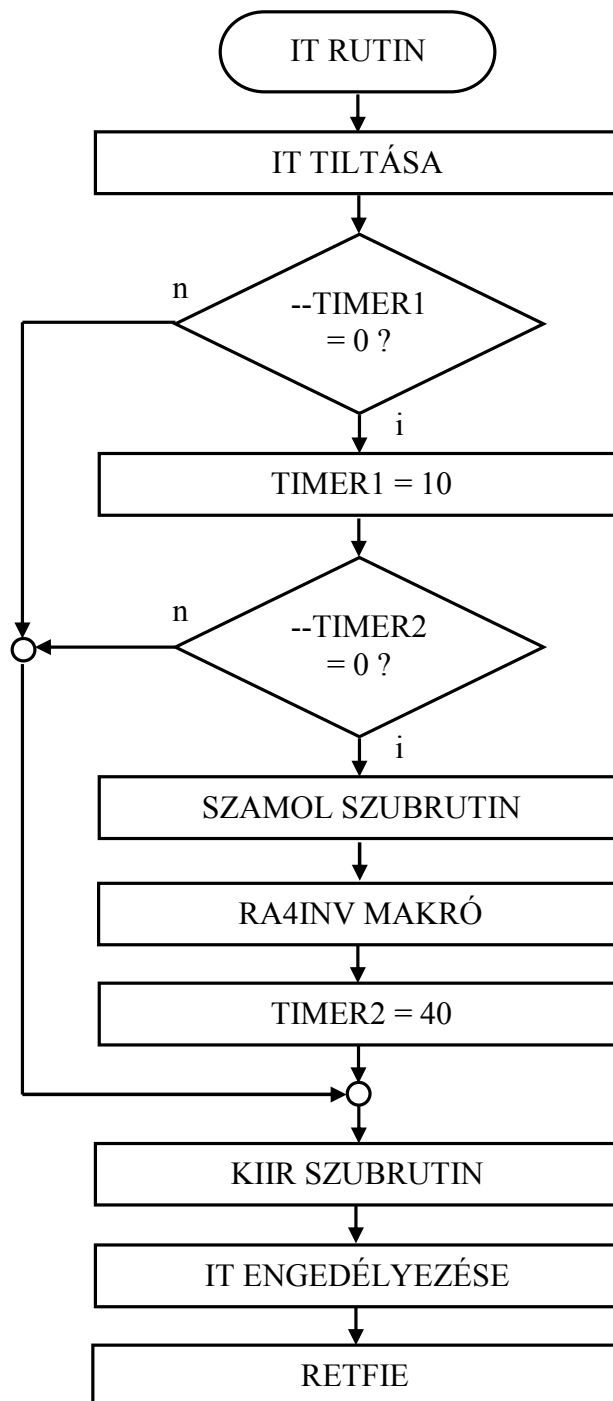 IT RUTIN
IT TILTÁSA
n
--TIMER1
= 0 ?
i
TIMER1 = 10
n
--TIMER2
= 0 ?
i
SZAMOL SZUBRUTIN
RA4INV MAKRÓ
TIMER2 = 40
KIIR SZUBRUTIN
IT ENGEDÉLYEZÉSE
RETFIE